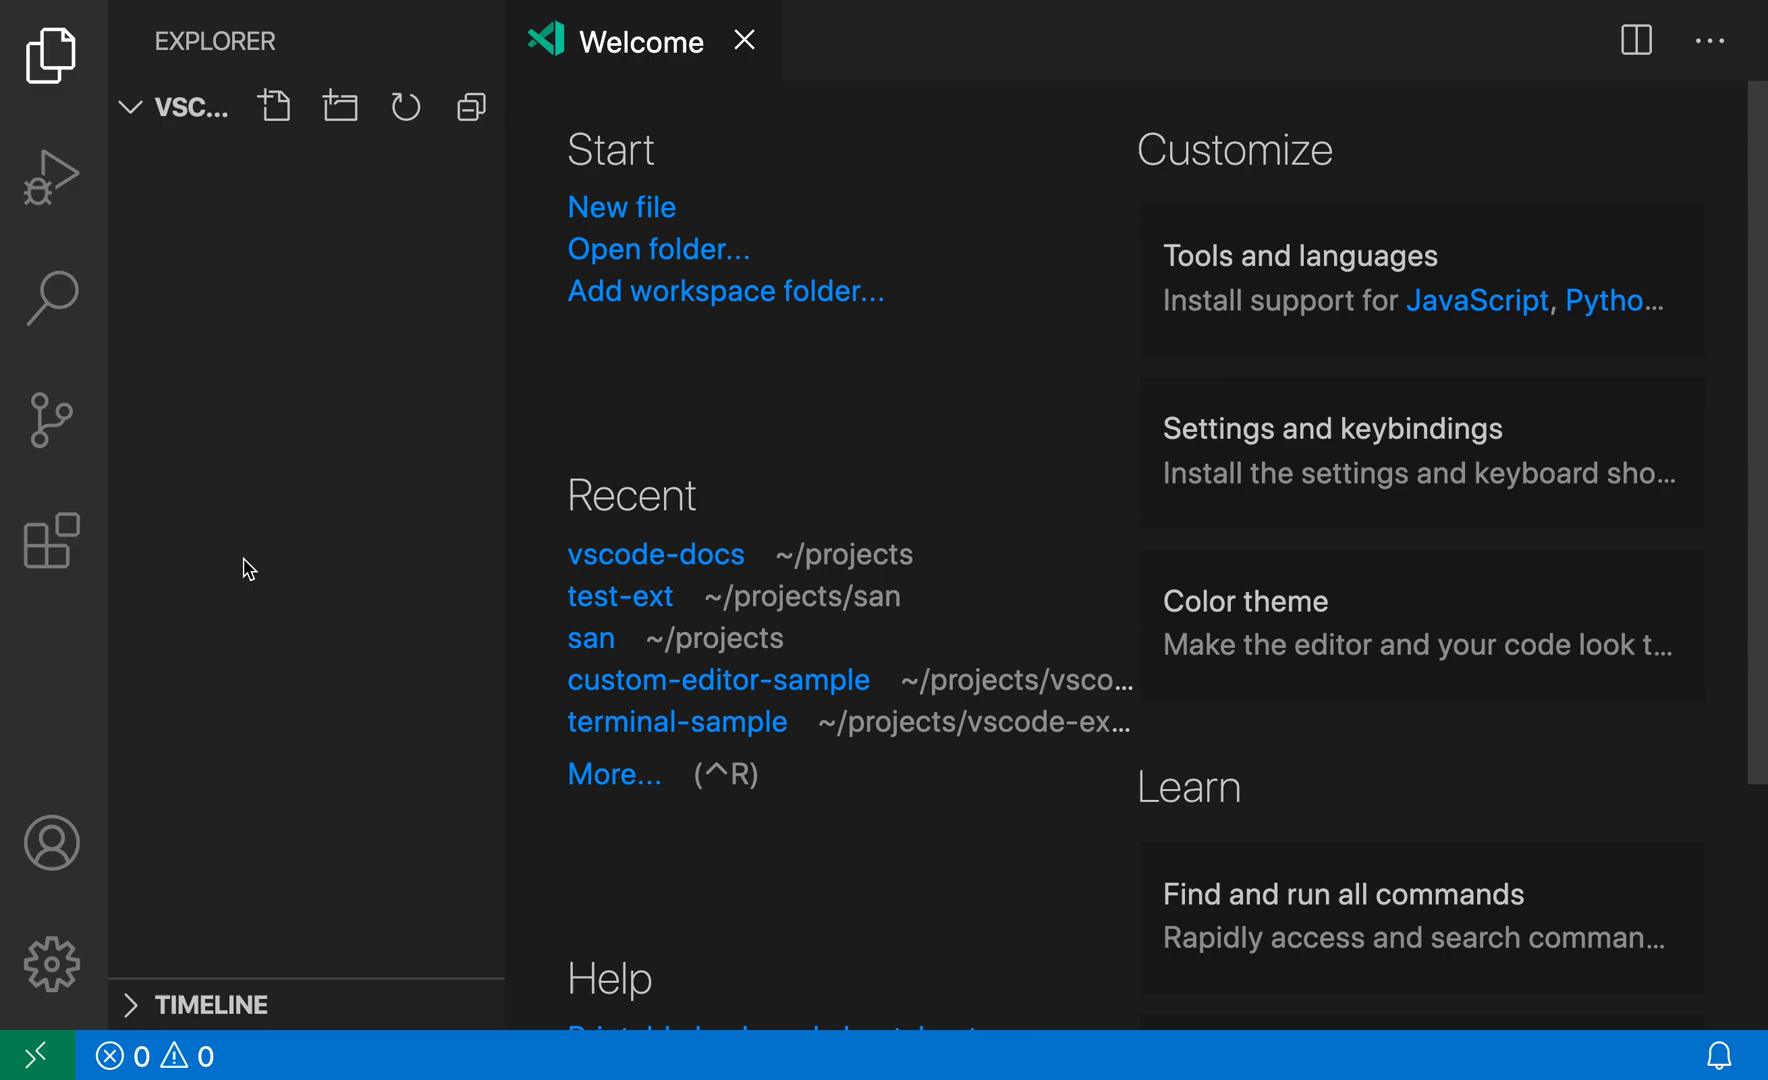 EXPLORER
VSC...
Welcome
Start
New file
Open folder...
Add workspace folder...
Recent
vscode-docs ~/projects
test-ext ~/projects/san
san ~/projects
custom-editor-sample ~/projects/vsco...
terminal-sample ~/projects/vscode-ex...
More... (^R)
Help
Customize
Tools and languages
Install support for JavaScript, Pytho...
Settings and keybindings
Install the settings and keyboard sho...
Color theme
Make the editor and your code look t...
Learn
Find and run all commands
Rapidly access and search comman...
TIMELINE
0 0